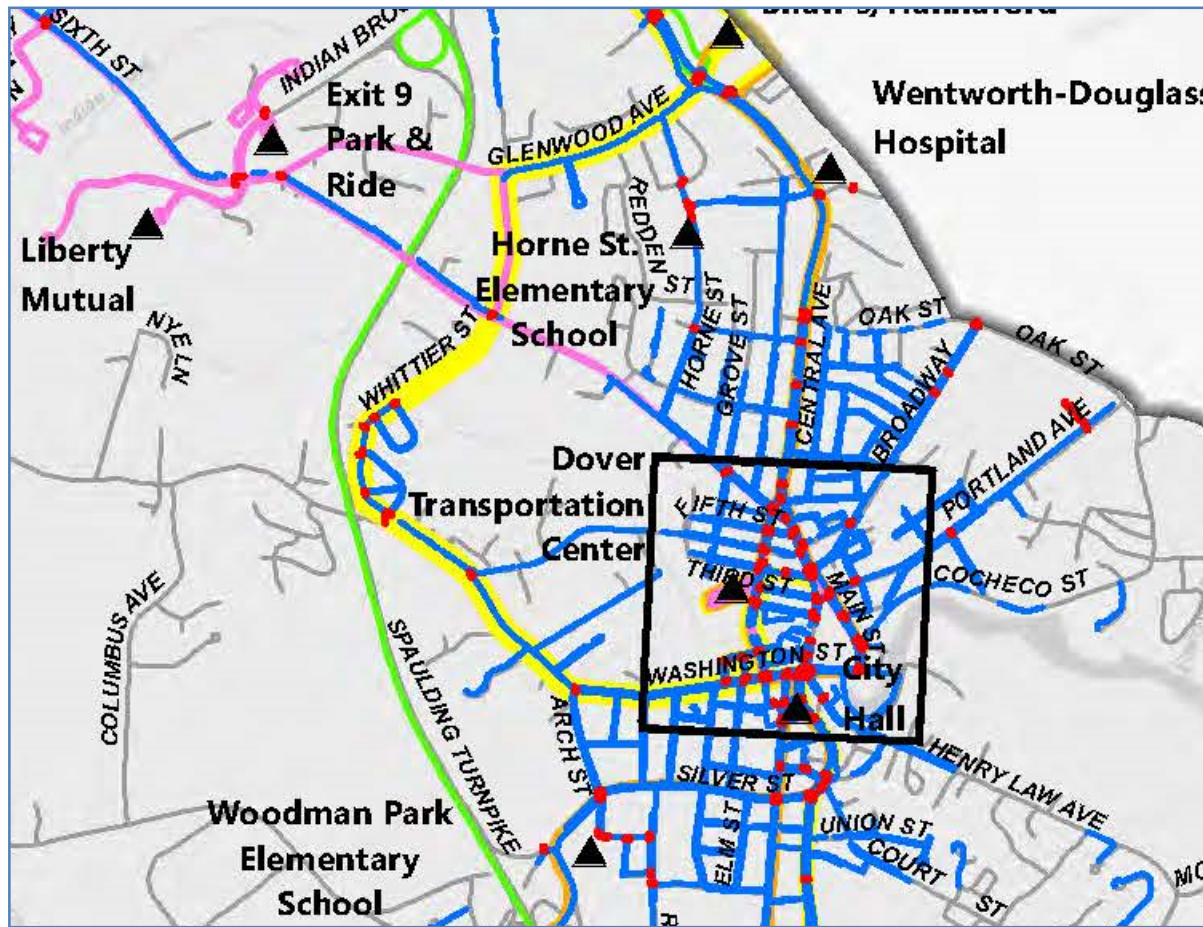 Hannaford
SIXTH ST
INDIAN
Exit 9
Park &
Ride
Wentworth-Douglass
Hospital
GLENWOOD AVE
REDDEN ST
Liberty
Mutual
Horne St.
Elementary
School
NYE LN
WHITTIER ST
HORNE ST
GROVE ST
CENTRAL AVE
OAK ST
OAK ST
BROADWAY
PORTLAND AVE
Dover
Transportation
Center
FIFTH ST
THIRD ST
MAIN ST
COCHECO ST
COLUMBUS AVE
SPAULDING TURNPIKE
WASHINGTON ST
City
Hall
ARCH ST
HENRY LAW AVE
SILVER ST
Woodman Park
Elementary
School
ELM ST
UNION ST
COURT ST